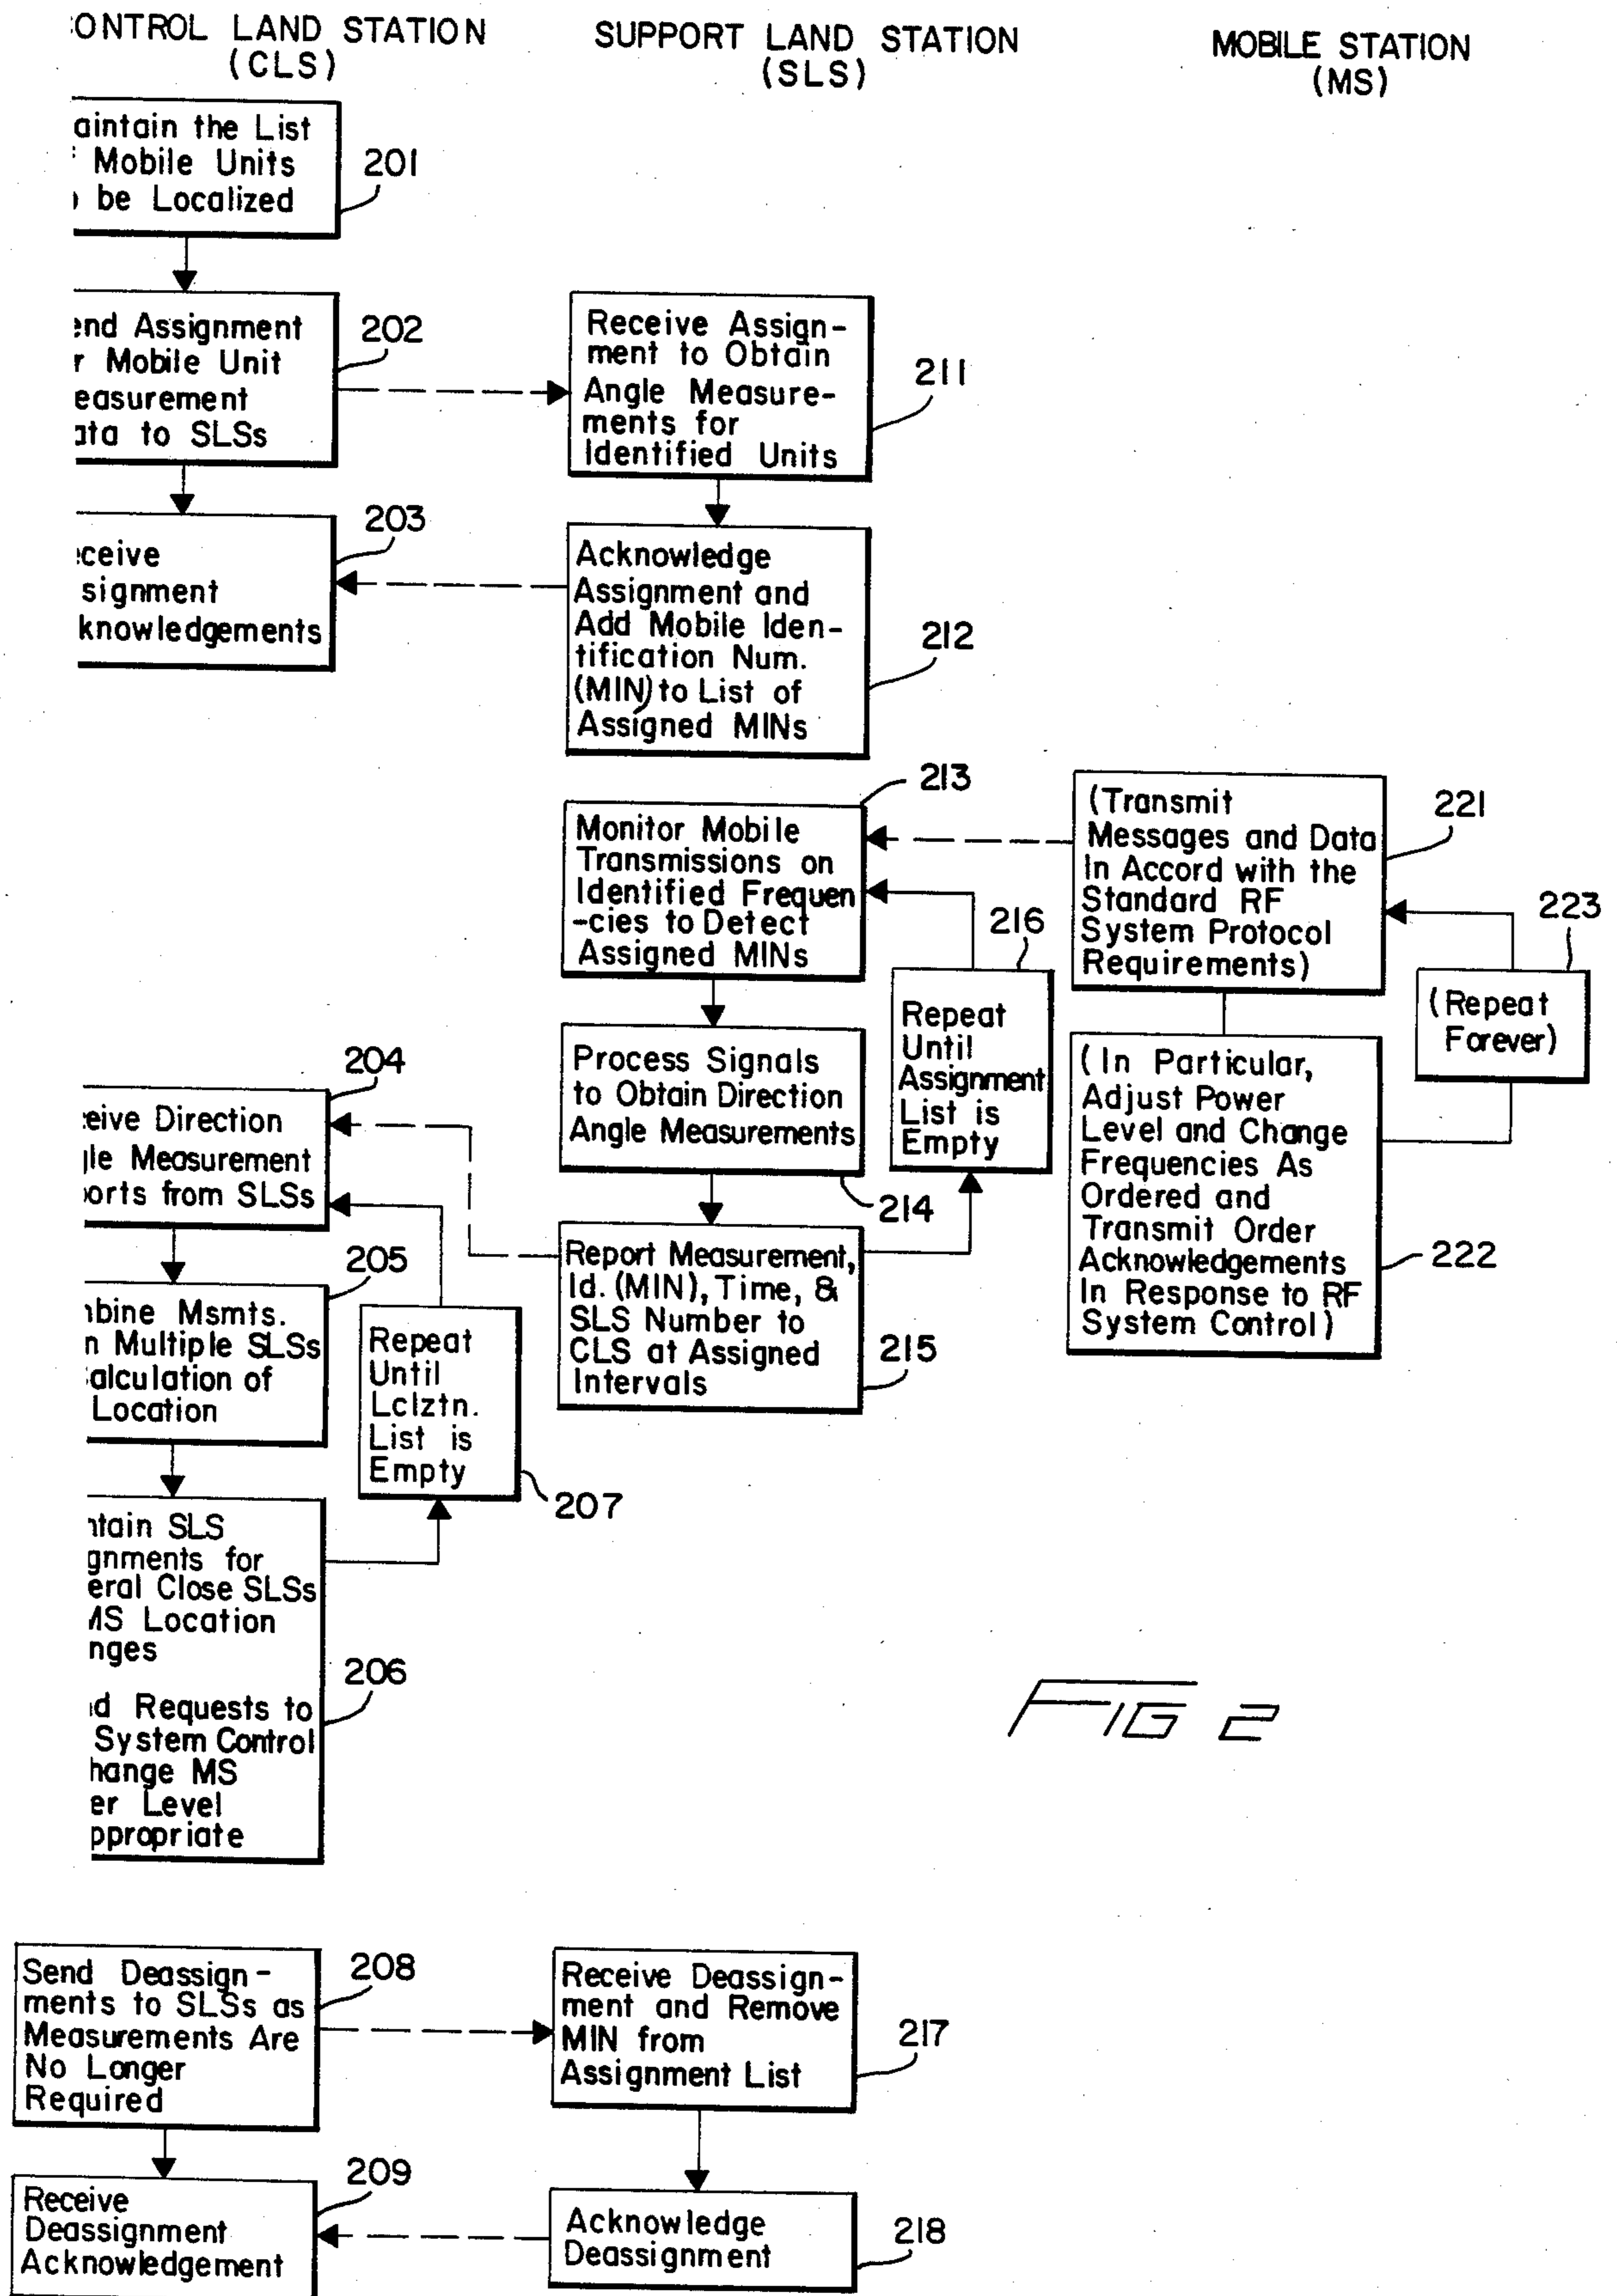 CONTROL LAND STATION
(CLS)
SUPPORT LAND STATION
(SLS)
MOBILE STATION
(MS)
aintain the List
Mobile Units
be Localized
201
end Assignment
r Mobile Unit
easurement
ata to SLSs
202
Receive Assign-
ment to Obtain
Angle Measure-
ments for
Identified Units
211
ceive
signment
knowledgements
203
Acknowledge
Assignment and
Add Mobile Iden-
tification Num.
(MIN) to List of
Assigned MINs
212
213
Monitor Mobile
Transmissions on
Identified Frequen
-cies to Detect
Assigned MINs
(Transmit
Messages and Data
In Accord with the
Standard RF
System Protocol
Requirements)
221
216
Repeat
Until
Assignment
List is
Empty
223
(Repeat
Forever)
Process Signals
to Obtain Direction
Angle Measurements
214
(In Particular,
Adjust Power
Level and Change
Frequencies As
Ordered and
Transmit Order
Acknowledgements
In Response to RF
System Control)
222
204
eive Direction
gle Measurement
ports from SLSs
Report Measurement,
Id. (MIN), Time, &
SLS Number to
CLS at Assigned
Intervals
215
205
nbine Msmts.
n Multiple SLSs
alculation of
Location
Repeat
Until
Lclztn.
List is
Empty
207
ntain SLS
gnments for
eral Close SLSs
MS Location
nges
d Requests to
System Control
hange MS
er Level
ppropriate
206
FIG 2
Send Deassign-
ments to SLSs as
Measurements Are
No Longer
Required
208
Receive Deassign-
ment and Remove
MIN from
Assignment List
217
Receive
Deassignment
Acknowledgement
209
Acknowledge
Deassignment
218